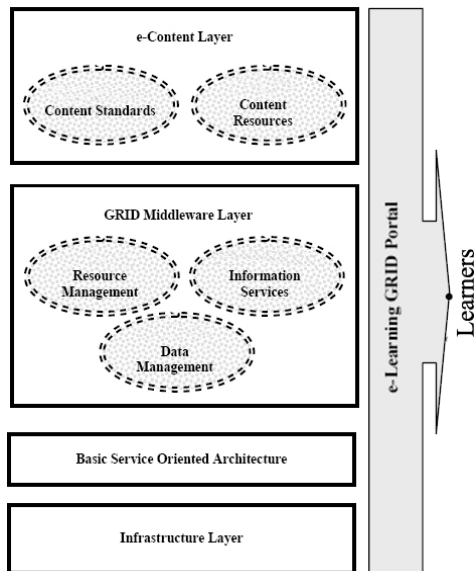 e-Content Layer
Content Standards
Content
Resources
GRID Middleware Layer
Resource
Management
Information
Services
Data
Management
Basic Service Oriented Architecture
Infrastructure Layer
e-Learning GRID Portal
Learners